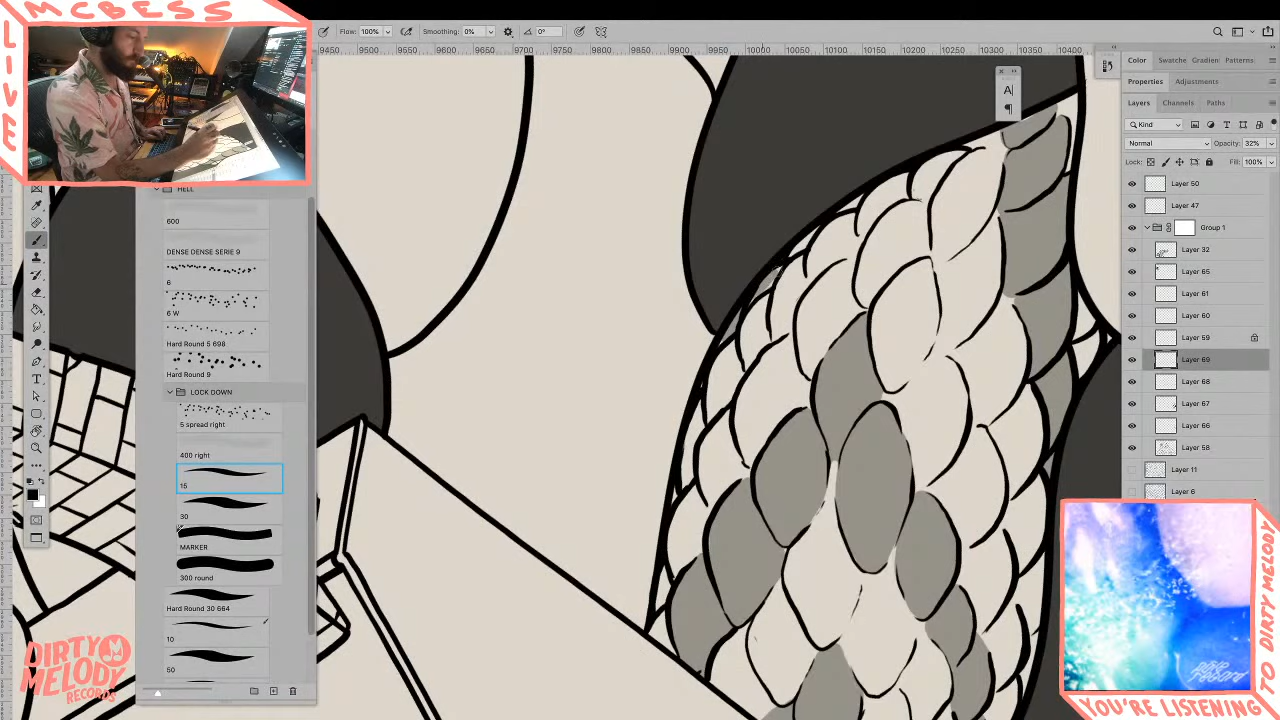 MCBESS
LIVE
Flow: 100%
Smoothing: 0%
0°
9450 9500 9550 9600 9650 9700 9750 9800 9850 9900 9950 10000 10050 10100 10150 10200 10250 10300 10350 10400
Color Swatche Gradien Patterns
Properties Adjustments
Layers Channels Paths
Kind
Normal Opacity: 32%
Lock: Fill: 100%
Layer 50
Layer 47
Group 1
Layer 32
Layer 65
Layer 61
Layer 60
Layer 59
Layer 69
Layer 68
Layer 67
Layer 66
Layer 58
Layer 11
Layer 6
HELL
600
DENSE DENSE SERIE 9
6
6 W
Hard Round 5 698
Hard Round 9
LOCK DOWN
5 spread right
400 right
15
30
MARKER
300 round
Hard Round 30 664
10
50
DIRTY
MELODY
RECORDS
YOU'RE LISTENING
TO DIRTY MELODY